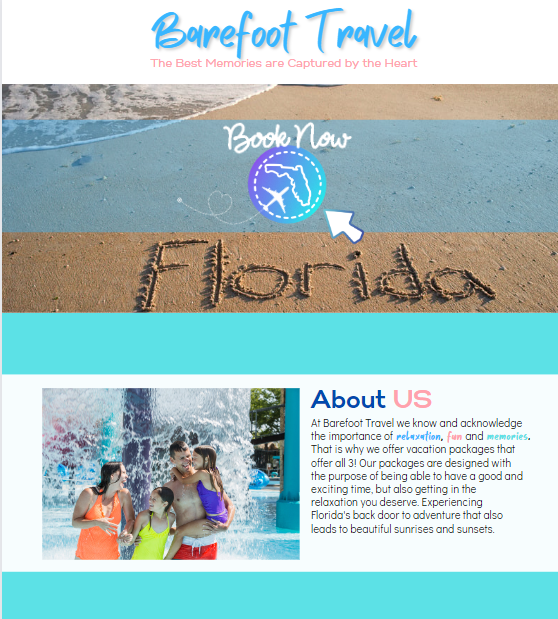 Barefoot Travel
The Best Memories are Captured by the Heart
Book Now
Florida
About US
At Barefoot Travel we know and acknowledge
the importance of relaxation, fun and memories.
That is why we offer vacation packages that
offer all 3! Our packages are designed with
the purpose of being able to have a good and
exciting time, but also getting in the
relaxation you deserve. Experiencing
Florida's back door to adventure that also
leads to beautiful sunrises and sunsets.